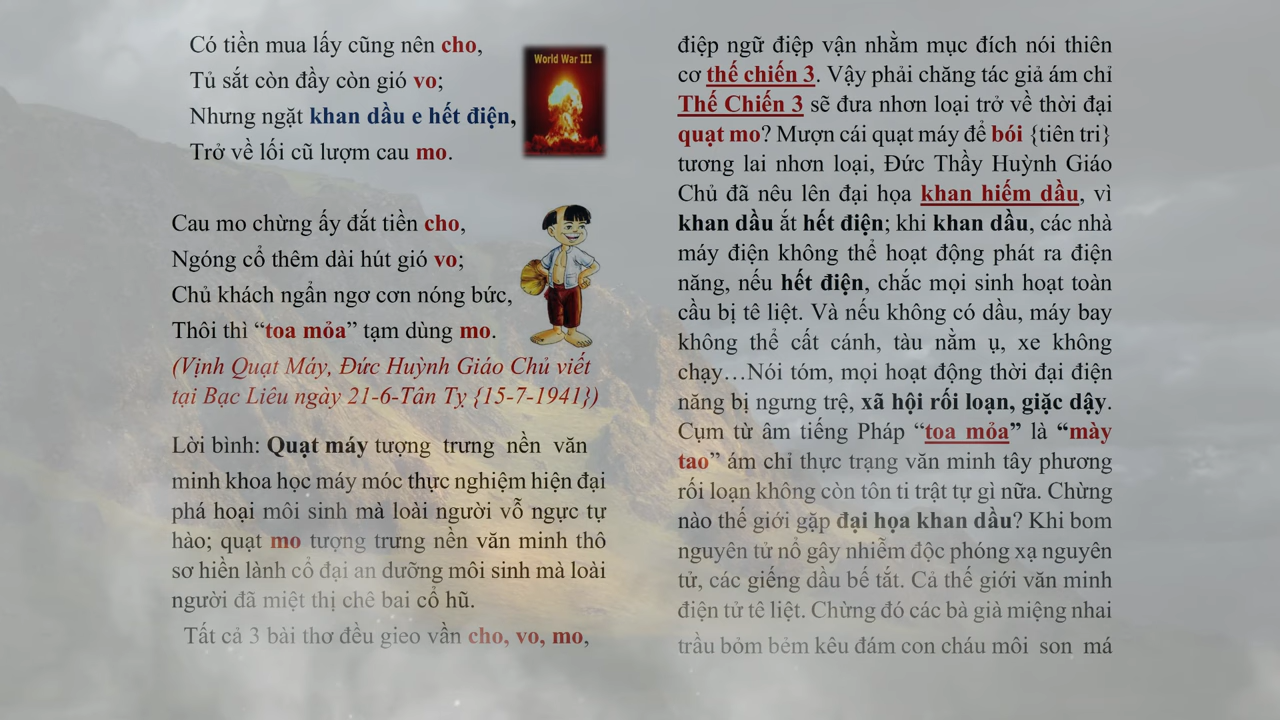 Có tiền mua lấy cũng nên cho,
Tủ sắt còn đầy còn gió vo;
Nhưng ngặt khan dầu e hết điện,
Trở về lối cũ lượm cau mo.
World War III
Cau mo chừng ấy đắt tiền cho,
Ngóng cổ thêm dài hút gió vo;
Chủ khách ngẩn ngơ cơn nóng bức,
Thôi thì “toa mỏa” tạm dùng mo.
(Vịnh Quạt Máy, Đức Huỳnh Giáo Chủ viết
tại Bạc Liêu ngày 21-6-Tân Tỵ {15-7-1941})
Lời bình: Quạt máy tượng trưng nền văn
minh khoa học máy móc thực nghiệm hiện đại
phá hoại môi sinh mà loài người vỗ ngực tự
hào; quạt mo tượng trưng nền văn minh thô
sơ hiền lành cổ đại an dưỡng môi sinh mà loài
người đã miệt thị chê bai cổ hũ.
Tất cả 3 bài thơ đều gieo vần cho, vo, mo,
điệp ngữ điệp vận nhằm mục đích nói thiên
cơ thế chiến 3. Vậy phải chăng tác giả ám chỉ
Thế Chiến 3 sẽ đưa nhơn loại trở về thời đại
quạt mo? Mượn cái quạt máy để bói {tiên tri}
tương lai nhơn loại, Đức Thầy Huỳnh Giáo
Chủ đã nêu lên đại họa khan hiếm dầu, vì
khan dầu ắt hết điện; khi khan dầu, các nhà
máy điện không thể hoạt động phát ra điện
năng, nếu hết điện, chắc mọi sinh hoạt toàn
cầu bị tê liệt. Và nếu không có dầu, máy bay
không thể cất cánh, tàu nằm ụ, xe không
chạy…Nói tóm, mọi hoạt động thời đại điện
năng bị ngưng trệ, xã hội rối loạn, giặc dậy.
Cụm từ âm tiếng Pháp “toa mỏa” là “mày
tao” ám chỉ thực trạng văn minh tây phương
rối loạn không còn tôn ti trật tự gì nữa. Chừng
nào thế giới gặp đại họa khan dầu? Khi bom
nguyên tử nổ gây nhiễm độc phóng xạ nguyên
tử, các giếng dầu bế tắt. Cả thế giới văn minh
điện tử tê liệt. Chừng đó các bà già miệng nhai
trầu bỏm bẻm kêu đám con cháu môi son má